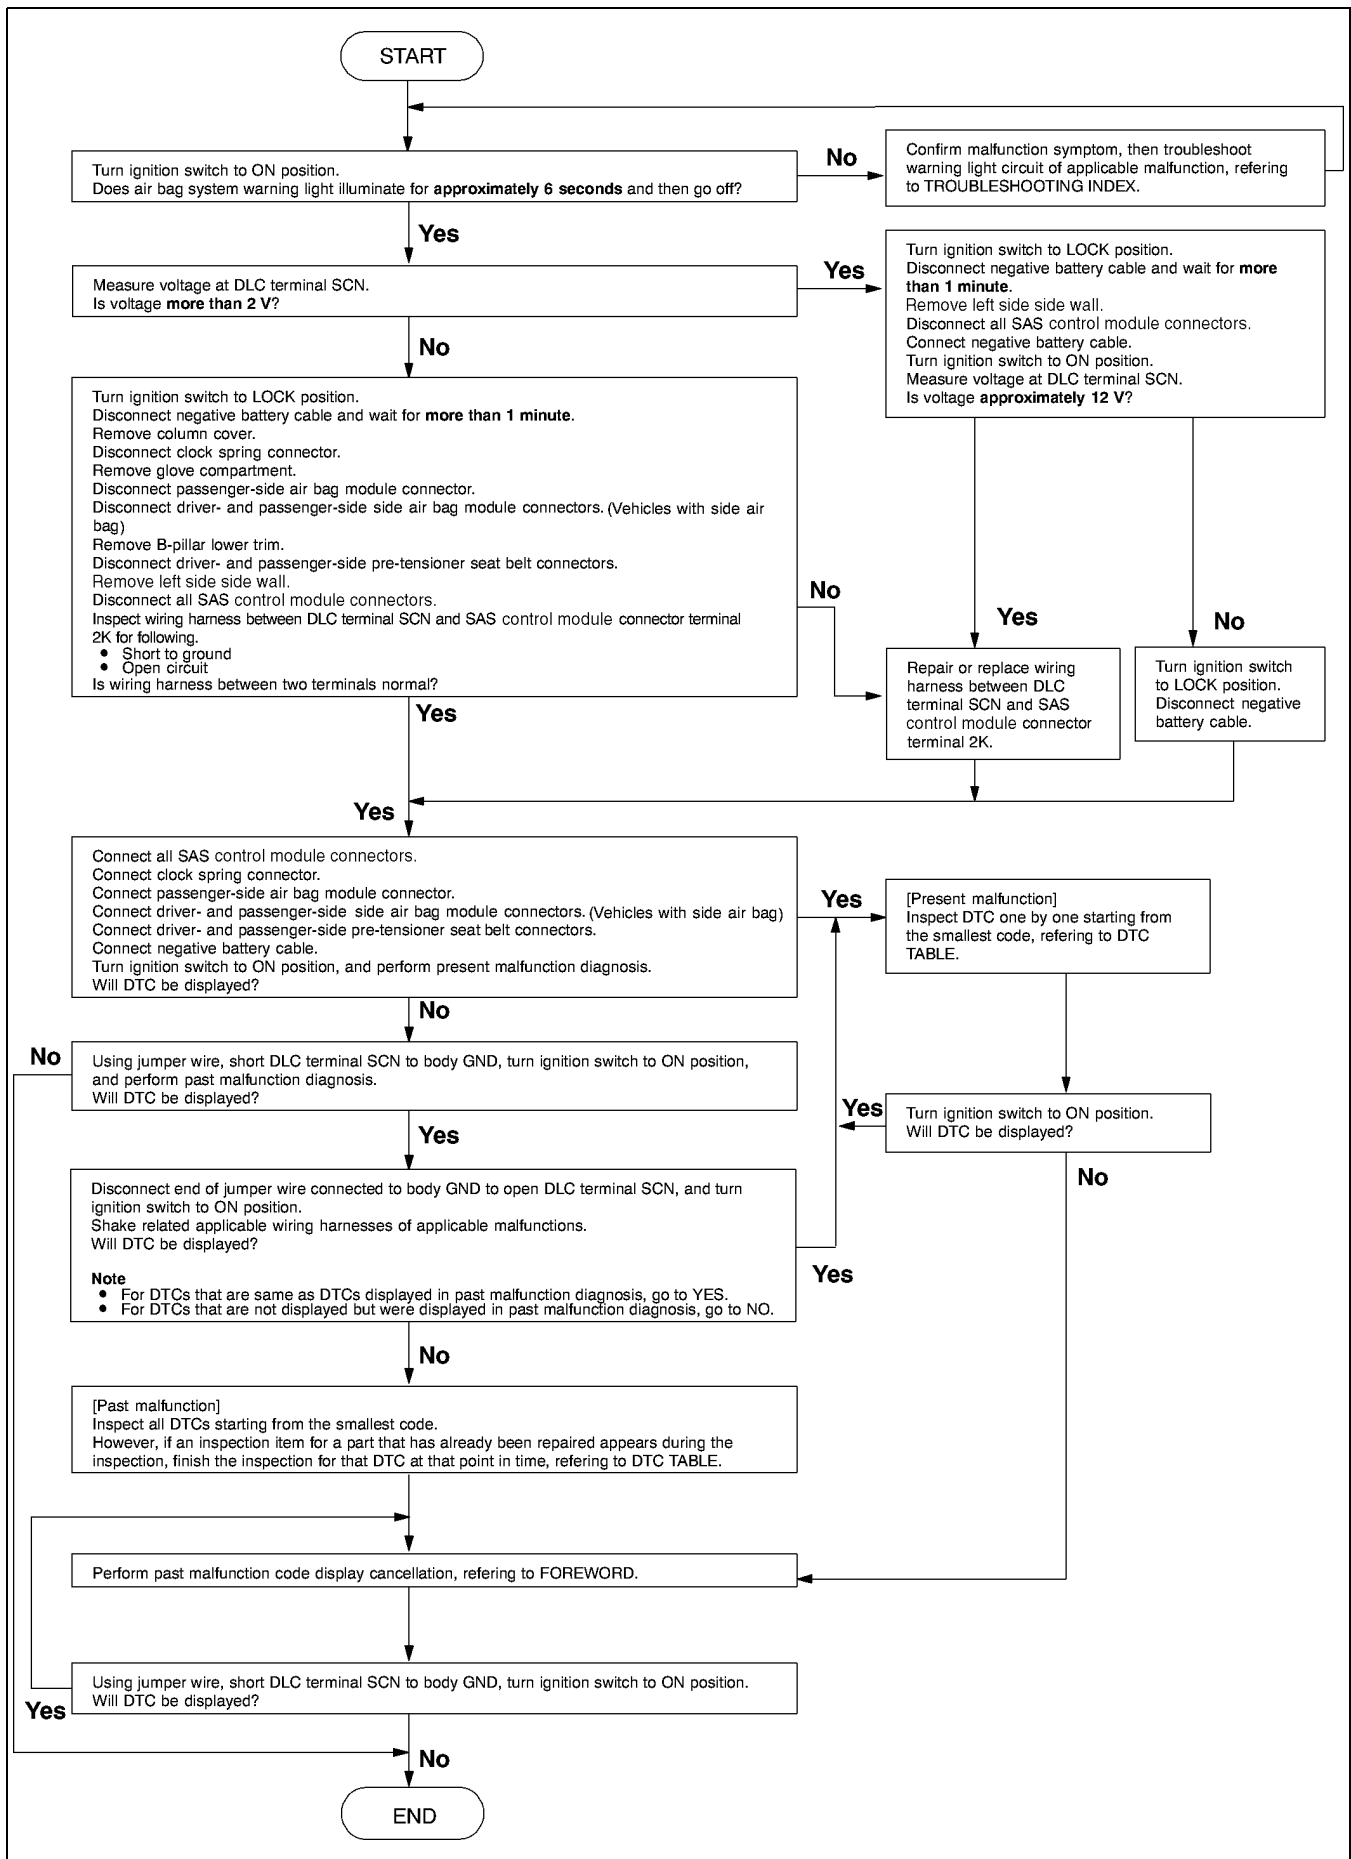 START
Turn ignition switch to ON position.
Does air bag system warning light illuminate for approximately 6 seconds and then go off?
No
Confirm malfunction symptom, then troubleshoot
warning light circuit of applicable malfunction, refering
to TROUBLESHOOTING INDEX.
Yes
Measure voltage at DLC terminal SCN.
Is voltage more than 2 V?
Yes
Turn ignition switch to LOCK position.
Disconnect negative battery cable and wait for more
than 1 minute.
Remove left side side wall.
Disconnect all SAS control module connectors.
Connect negative battery cable.
Turn ignition switch to ON position.
Measure voltage at DLC terminal SCN.
Is voltage approximately 12 V?
No
Turn ignition switch to LOCK position.
Disconnect negative battery cable and wait for more than 1 minute.
Remove column cover.
Disconnect clock spring connector.
Remove glove compartment.
Disconnect passenger-side air bag module connector.
Disconnect driver- and passenger-side side air bag module connectors. (Vehicles with side air
bag)
Remove B-pillar lower trim.
Disconnect driver- and passenger-side pre-tensioner seat belt connectors.
Remove left side side wall.
Disconnect all SAS control module connectors.
Inspect wiring harness between DLC terminal SCN and SAS control module connector terminal
2K for following.
● Short to ground
● Open circuit
Is wiring harness between two terminals normal?
No
Yes
No
Repair or replace wiring
harness between DLC
terminal SCN and SAS
control module connector
terminal 2K.
Turn ignition switch
to LOCK position.
Disconnect negative
battery cable.
Yes
Yes
Connect all SAS control module connectors.
Connect clock spring connector.
Connect passenger-side air bag module connector.
Connect driver- and passenger-side side air bag module connectors. (Vehicles with side air bag)
Connect driver- and passenger-side pre-tensioner seat belt connectors.
Connect negative battery cable.
Turn ignition switch to ON position, and perform present malfunction diagnosis.
Will DTC be displayed?
Yes
[Present malfunction]
Inspect DTC one by one starting from
the smallest code, refering to DTC
TABLE.
No
No
Using jumper wire, short DLC terminal SCN to body GND, turn ignition switch to ON position,
and perform past malfunction diagnosis.
Will DTC be displayed?
Yes
Turn ignition switch to ON position.
Will DTC be displayed?
Yes
No
Disconnect end of jumper wire connected to body GND to open DLC terminal SCN, and turn
ignition switch to ON position.
Shake related applicable wiring harnesses of applicable malfunctions.
Will DTC be displayed?
Note
● For DTCs that are same as DTCs displayed in past malfunction diagnosis, go to YES.
● For DTCs that are not displayed but were displayed in past malfunction diagnosis, go to NO.
Yes
No
[Past malfunction]
Inspect all DTCs starting from the smallest code.
However, if an inspection item for a part that has already been repaired appears during the
inspection, finish the inspection for that DTC at that point in time, refering to DTC TABLE.
Perform past malfunction code display cancellation, refering to FOREWORD.
Using jumper wire, short DLC terminal SCN to body GND, turn ignition switch to ON position.
Will DTC be displayed?
Yes
No
END